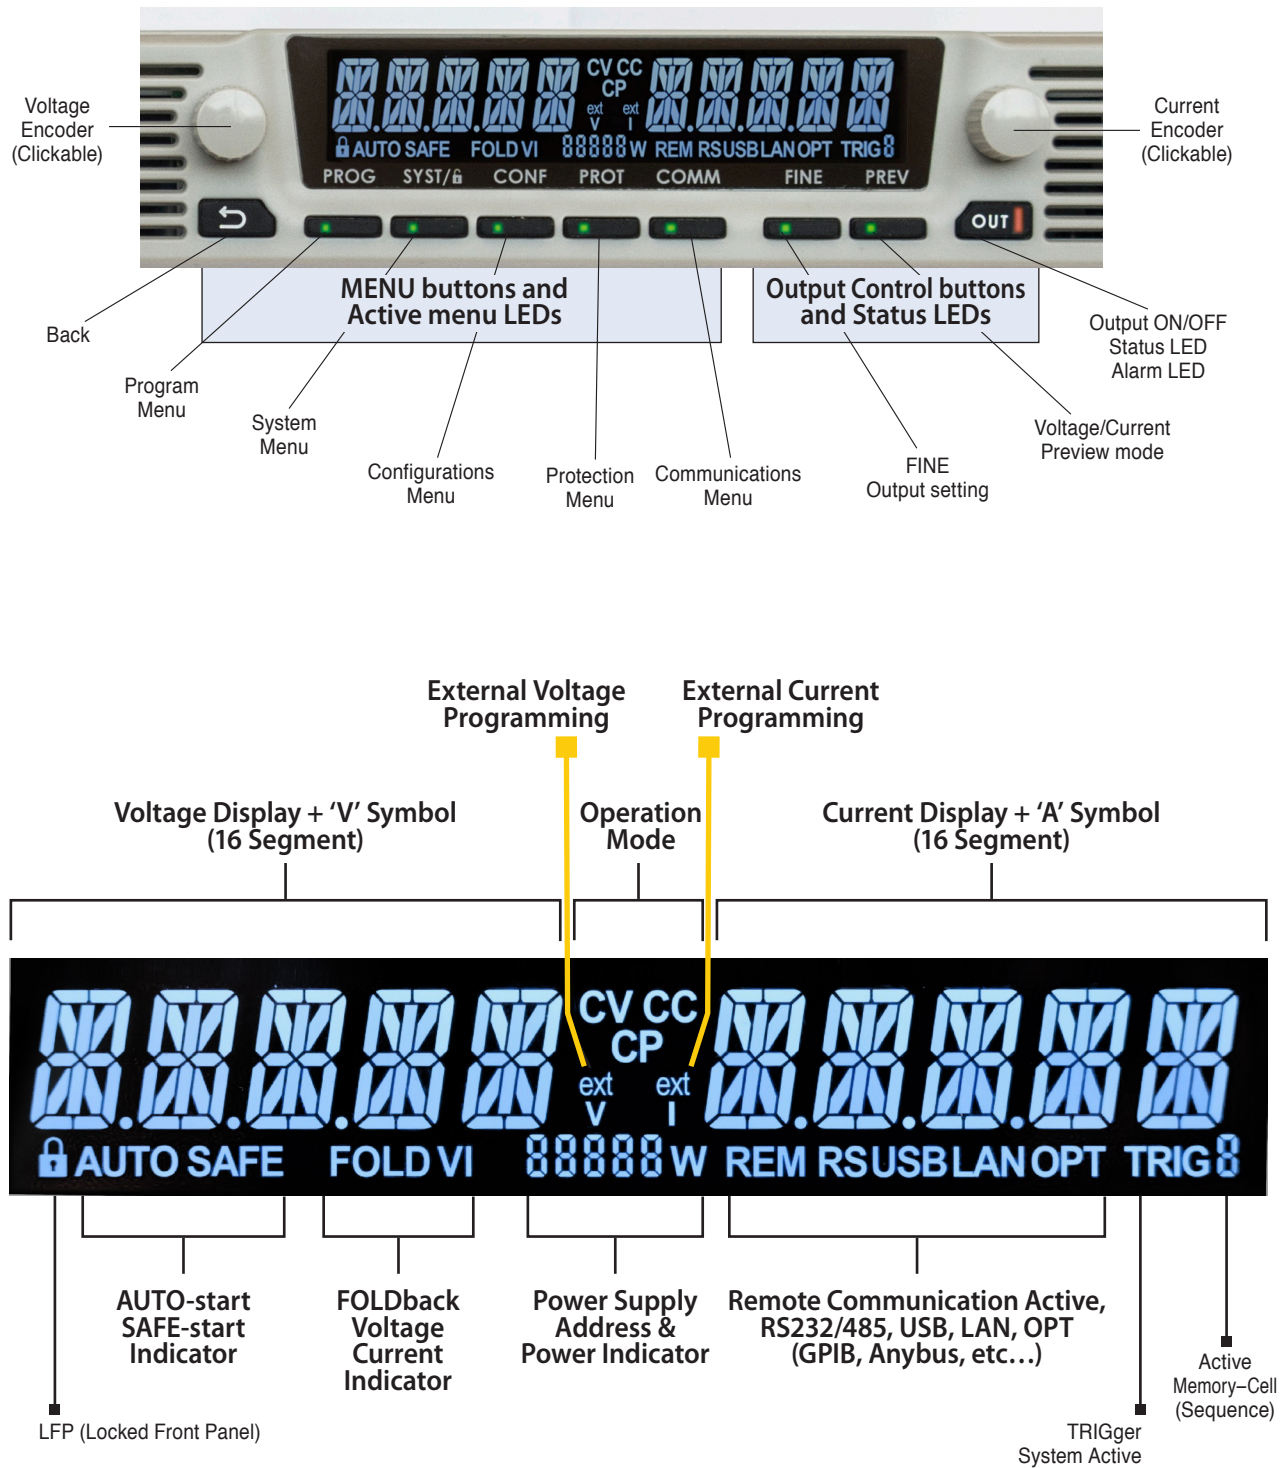 CV CC
CP
ext ext
V I
AUTO SAFE FOLD VI 88888 W REM RS USB LAN OPT TRIG 8
PROG SYST/ CONF PROT COMM FINE PREV
OUT
Voltage
Encoder
(Clickable)
Current
Encoder
(Clickable)
MENU buttons and
Active menu LEDs
Output Control buttons
and Status LEDs
Back
Program
Menu
System
Menu
Configurations
Menu
Protection
Menu
Communications
Menu
FINE
Output setting
Voltage/Current
Preview mode
Output ON/OFF
Status LED
Alarm LED
External Voltage
Programming
External Current
Programming
Voltage Display + ‘V’ Symbol
(16 Segment)
Operation
Mode
Current Display + ‘A’ Symbol
(16 Segment)
CV CC
CP
ext ext
V I
AUTO SAFE FOLD VI 88888 W REM RS USB LAN OPT TRIG 8
AUTO-start
SAFE-start
Indicator
FOLDback
Voltage
Current
Indicator
Power Supply
Address &
Power Indicator
Remote Communication Active,
RS232/485, USB, LAN, OPT
(GPIB, Anybus, etc…)
Active
Memory–Cell
(Sequence)
LFP (Locked Front Panel)
TRIGger
System Active